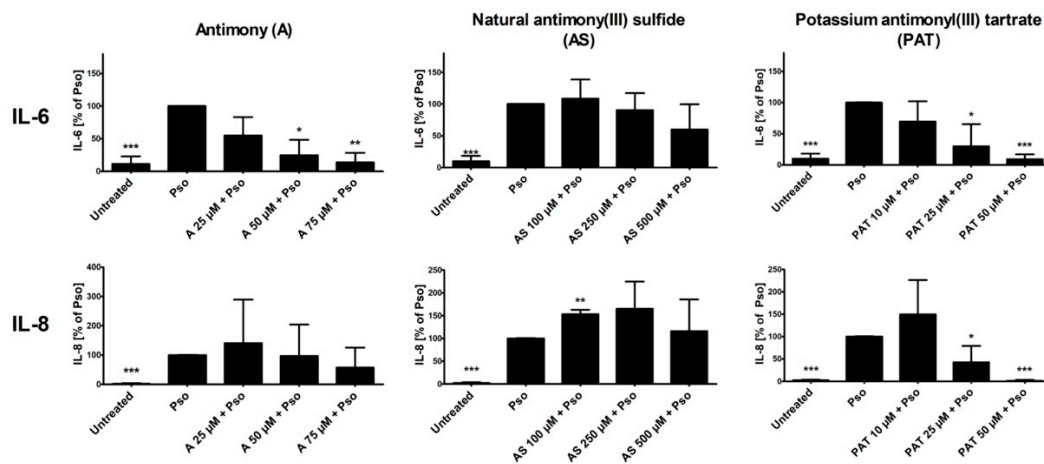 Antimony (A)
Natural antimony(III) sulfide
(AS)
Potassium antimonyl(III) tartrate
(PAT)
IL-6
IL-6 [% of Pso]
150
100
50
0
***
*
**
Untreated
Pso
A 25 µM + Pso
A 50 µM + Pso
A 75 µM + Pso
IL-6 [% of Pso]
150
100
50
0
***
Untreated
Pso
AS 100 µM + Pso
AS 250 µM + Pso
AS 500 µM + Pso
IL-6 [% of Pso]
150
100
50
0
***
*
***
Untreated
Pso
PAT 10 µM + Pso
PAT 25 µM + Pso
PAT 50 µM + Pso
IL-8
IL-8 [% of Pso]
400
300
200
100
0
***
Untreated
Pso
A 25 µM + Pso
A 50 µM + Pso
A 75 µM + Pso
IL-8 [% of Pso]
250
200
150
100
50
0
***
**
Untreated
Pso
AS 100 µM + Pso
AS 250 µM + Pso
AS 500 µM + Pso
IL-8 [% of Pso]
250
200
150
100
50
0
***
*
***
Untreated
Pso
PAT 10 µM + Pso
PAT 25 µM + Pso
PAT 50 µM + Pso